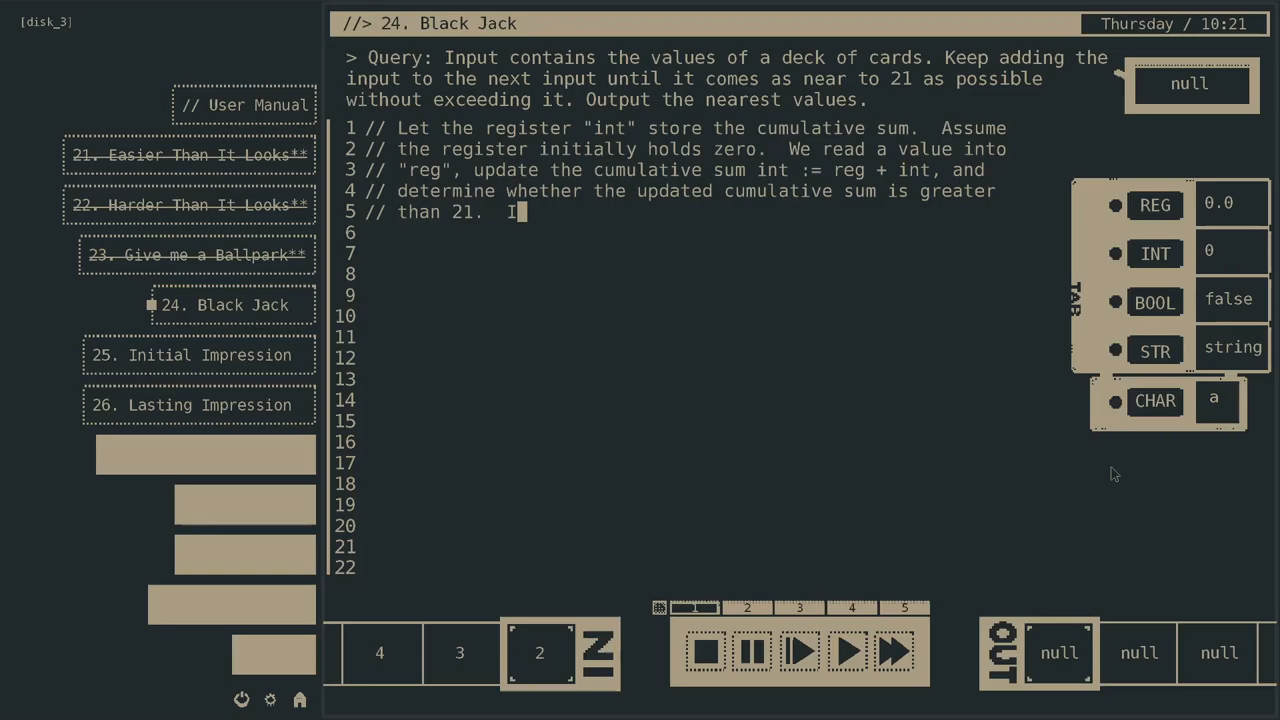 [disk_3]
//> 24. Black Jack
Thursday / 10:21
> Query: Input contains the values of a deck of cards. Keep adding the
input to the next input until it comes as near to 21 as possible
without exceeding it. Output the nearest values.
null
// User Manual
21. Easier Than It Looks**
22. Harder Than It Looks**
23. Give me a Ballpark**
24. Black Jack
25. Initial Impression
26. Lasting Impression
1 // Let the register "int" store the cumulative sum.  Assume
2 // the register initially holds zero.  We read a value into
3 // "reg", update the cumulative sum int := reg + int, and
4 // determine whether the updated cumulative sum is greater
5 // than 21.  I
6
7
8
9
10
11
12
13
14
15
16
17
18
19
20
21
22
TAB
REG 0.0
INT 0
BOOL false
STR string
CHAR a
1 2 3 4 5
4 3 2 IN
OUT null null null